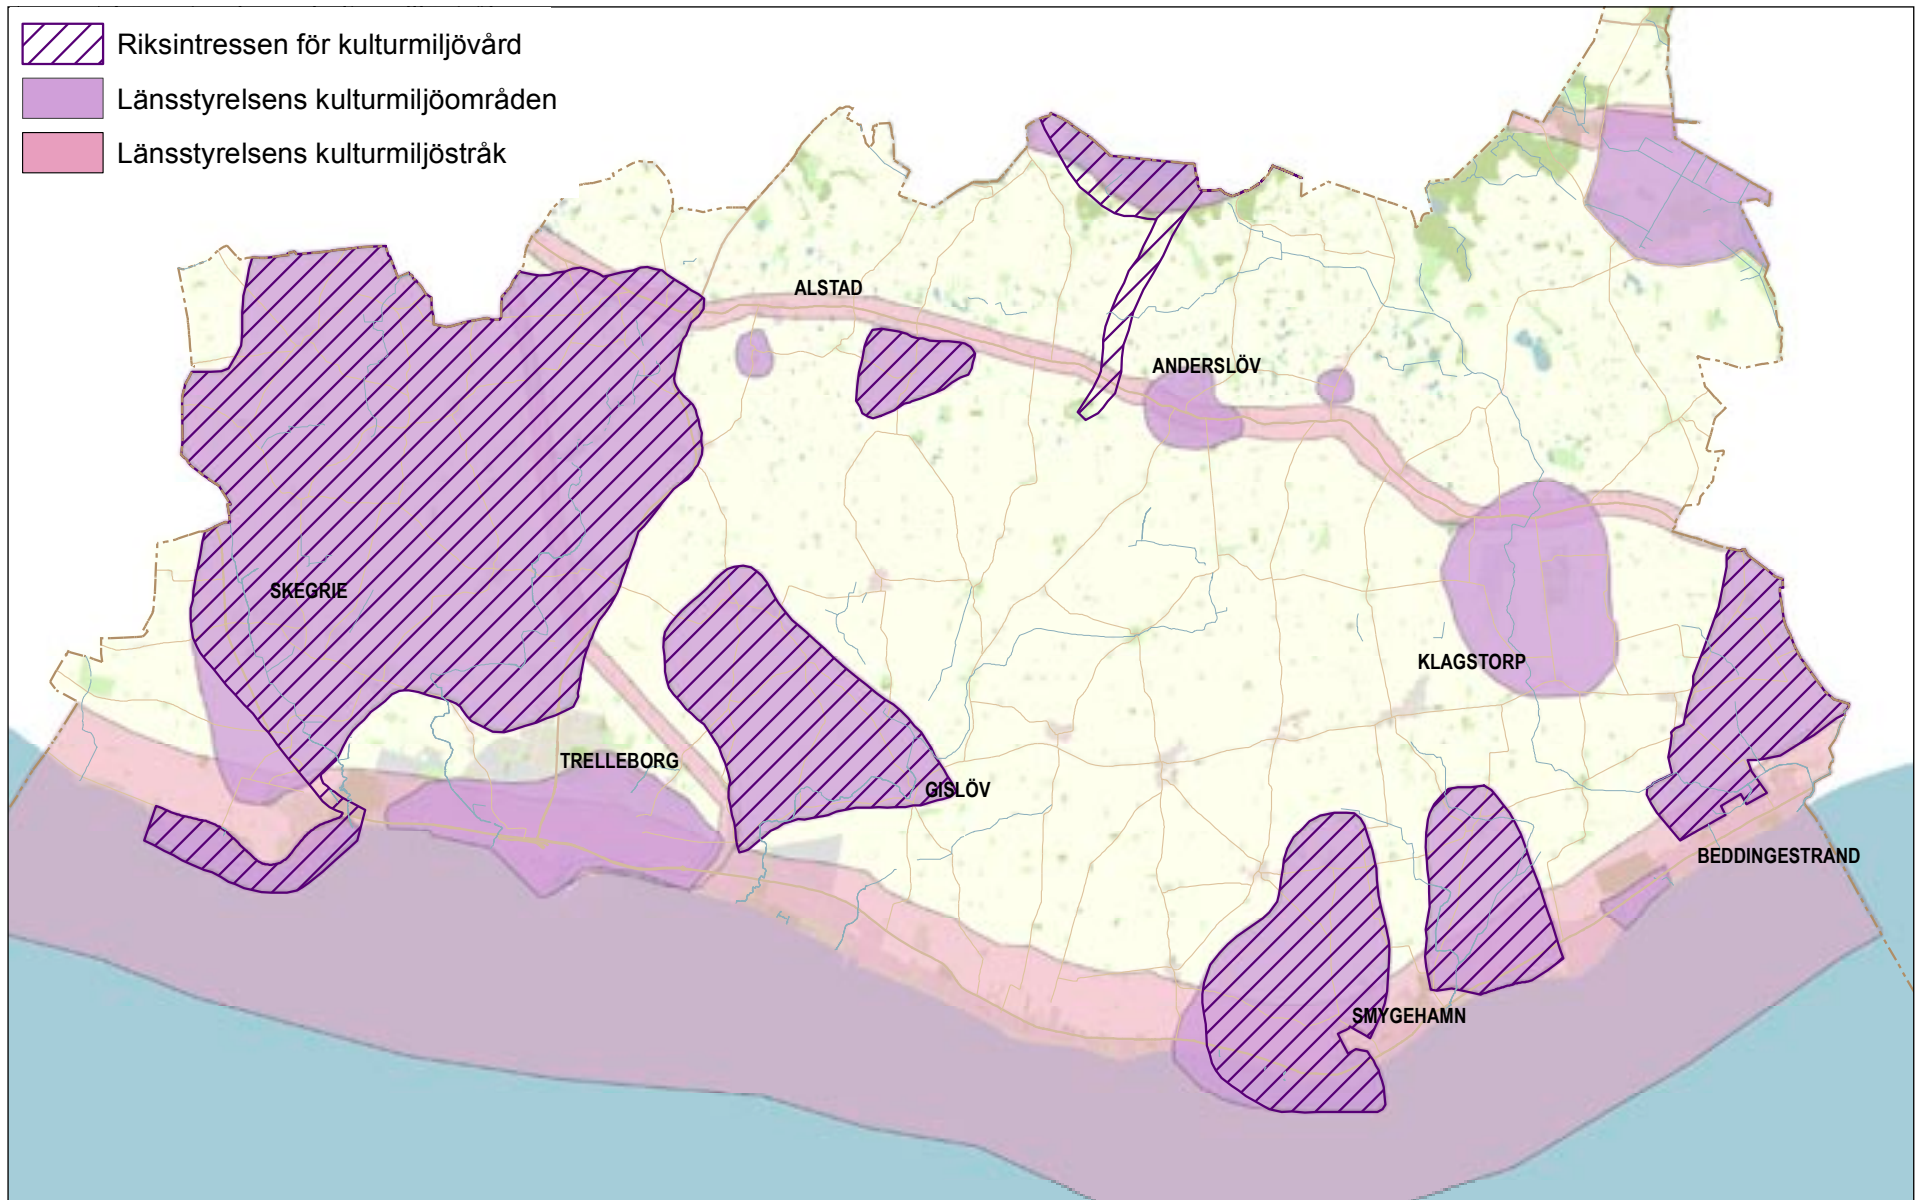 Riksintressen för kulturmiljövård
Länsstyrelsens kulturmiljöområden
Länsstyrelsens kulturmiljöstråk
ALSTAD
ANDERSLÖV
SKEGRIE
KLAGSTORP
TRELLEBORG
GISLÖV
BEDDINGESTRAND
SMYGEHAMN